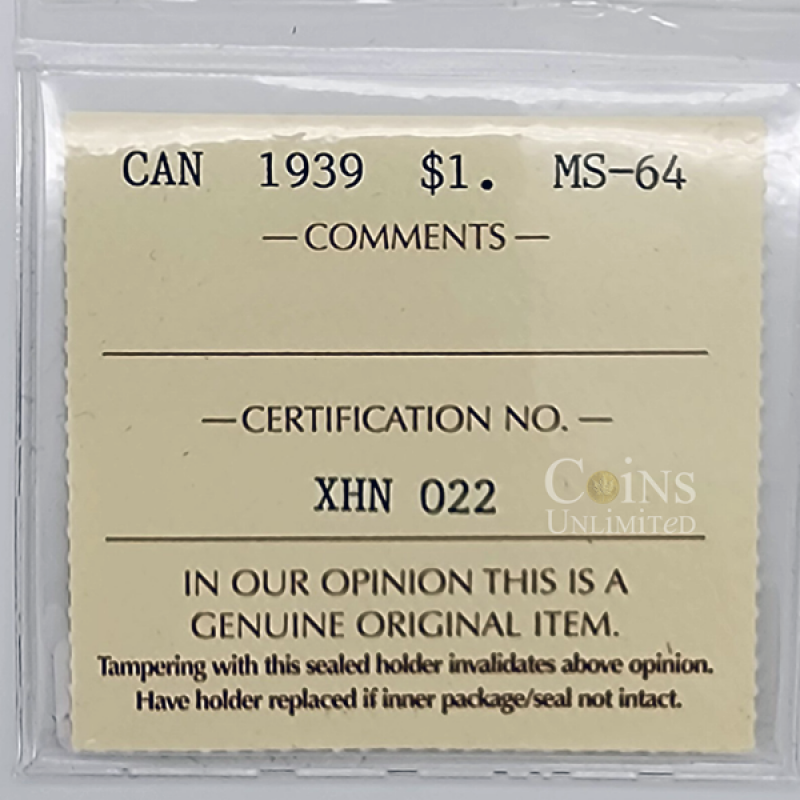 CAN 1939 $1. MS-64
—COMMENTS—
—CERTIFICATION NO.—
XHN 022
COiNS
UNLIMITED
IN OUR OPINION THIS IS A
GENUINE ORIGINAL ITEM.
Tampering with this sealed holder invalidates above opinion.
Have holder replaced if inner package/seal not intact.